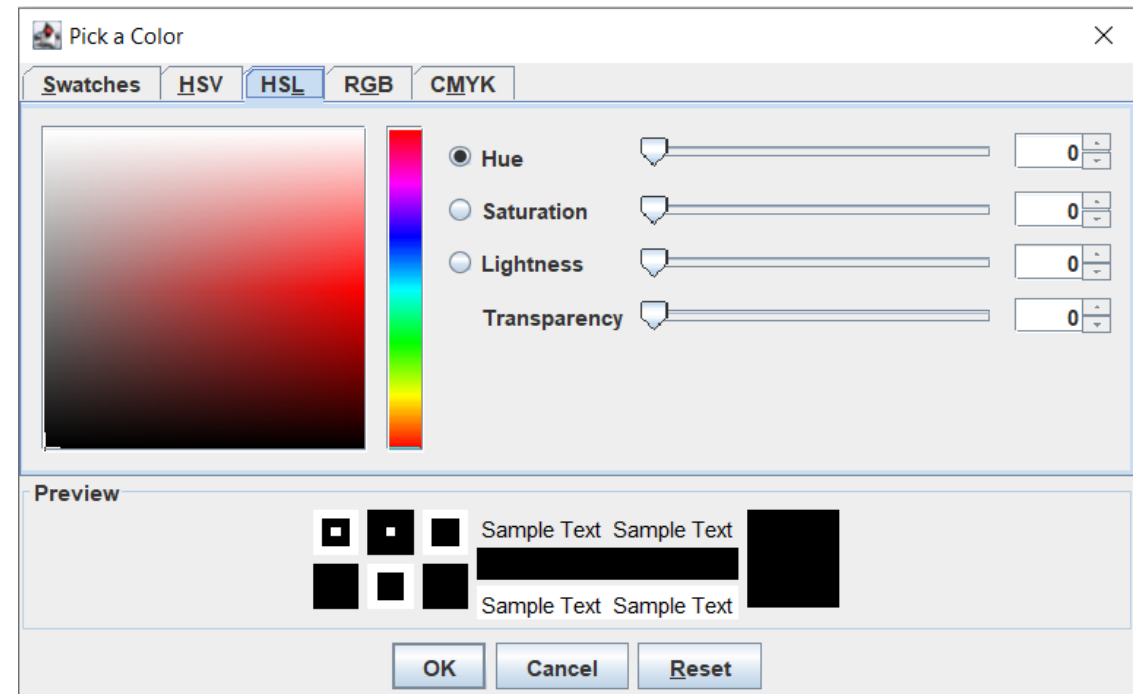 Pick a Color
Swatches HSV HSL RGB CMYK
Hue 0
Saturation 0
Lightness 0
Transparency 0
Preview
Sample Text Sample Text
Sample Text Sample Text
OK Cancel Reset